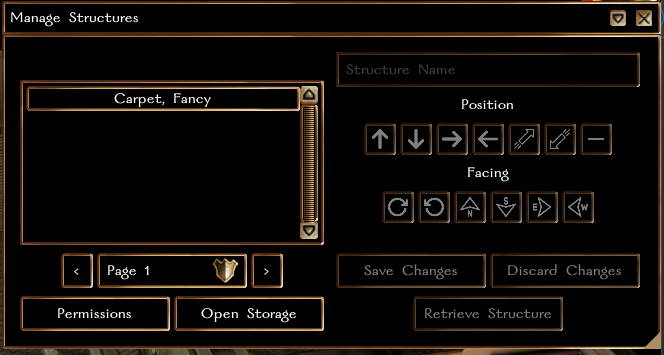 Manage Structures
Structure Name
Carpet, Fancy
Position
Facing
N
S
E
W
<
Page 1
>
Save Changes
Discard Changes
Permissions
Open Storage
Retrieve Structure